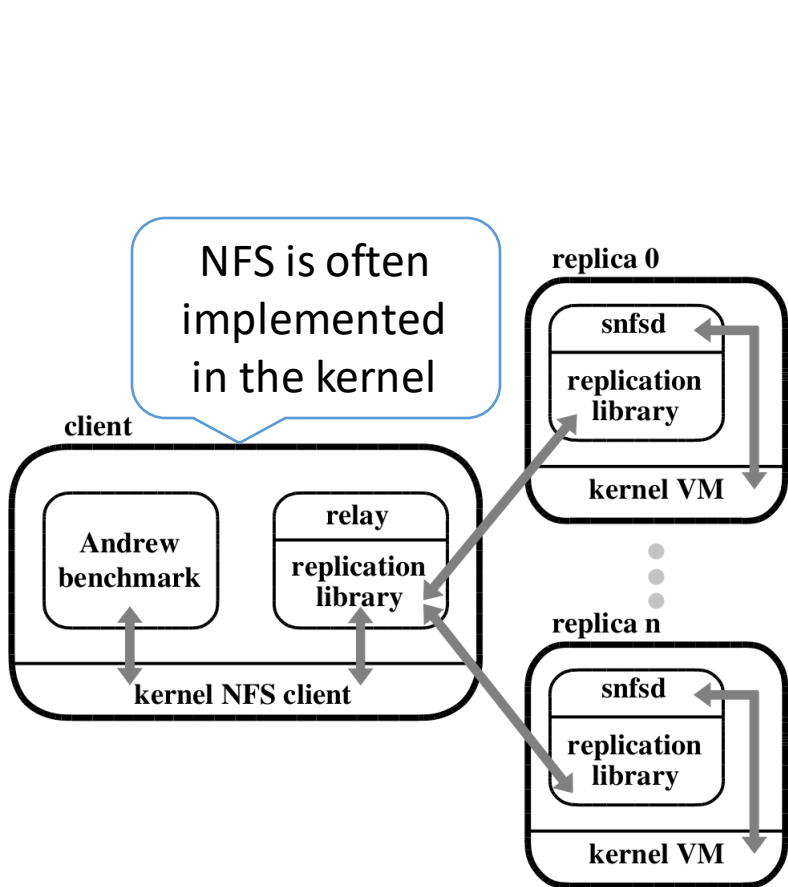 NFS is often
implemented
in the kernel
client
Andrew
benchmark
relay
replication
library
kernel NFS client
replica 0
snfsd
replication
library
kernel VM
replica n
snfsd
replication
library
kernel VM